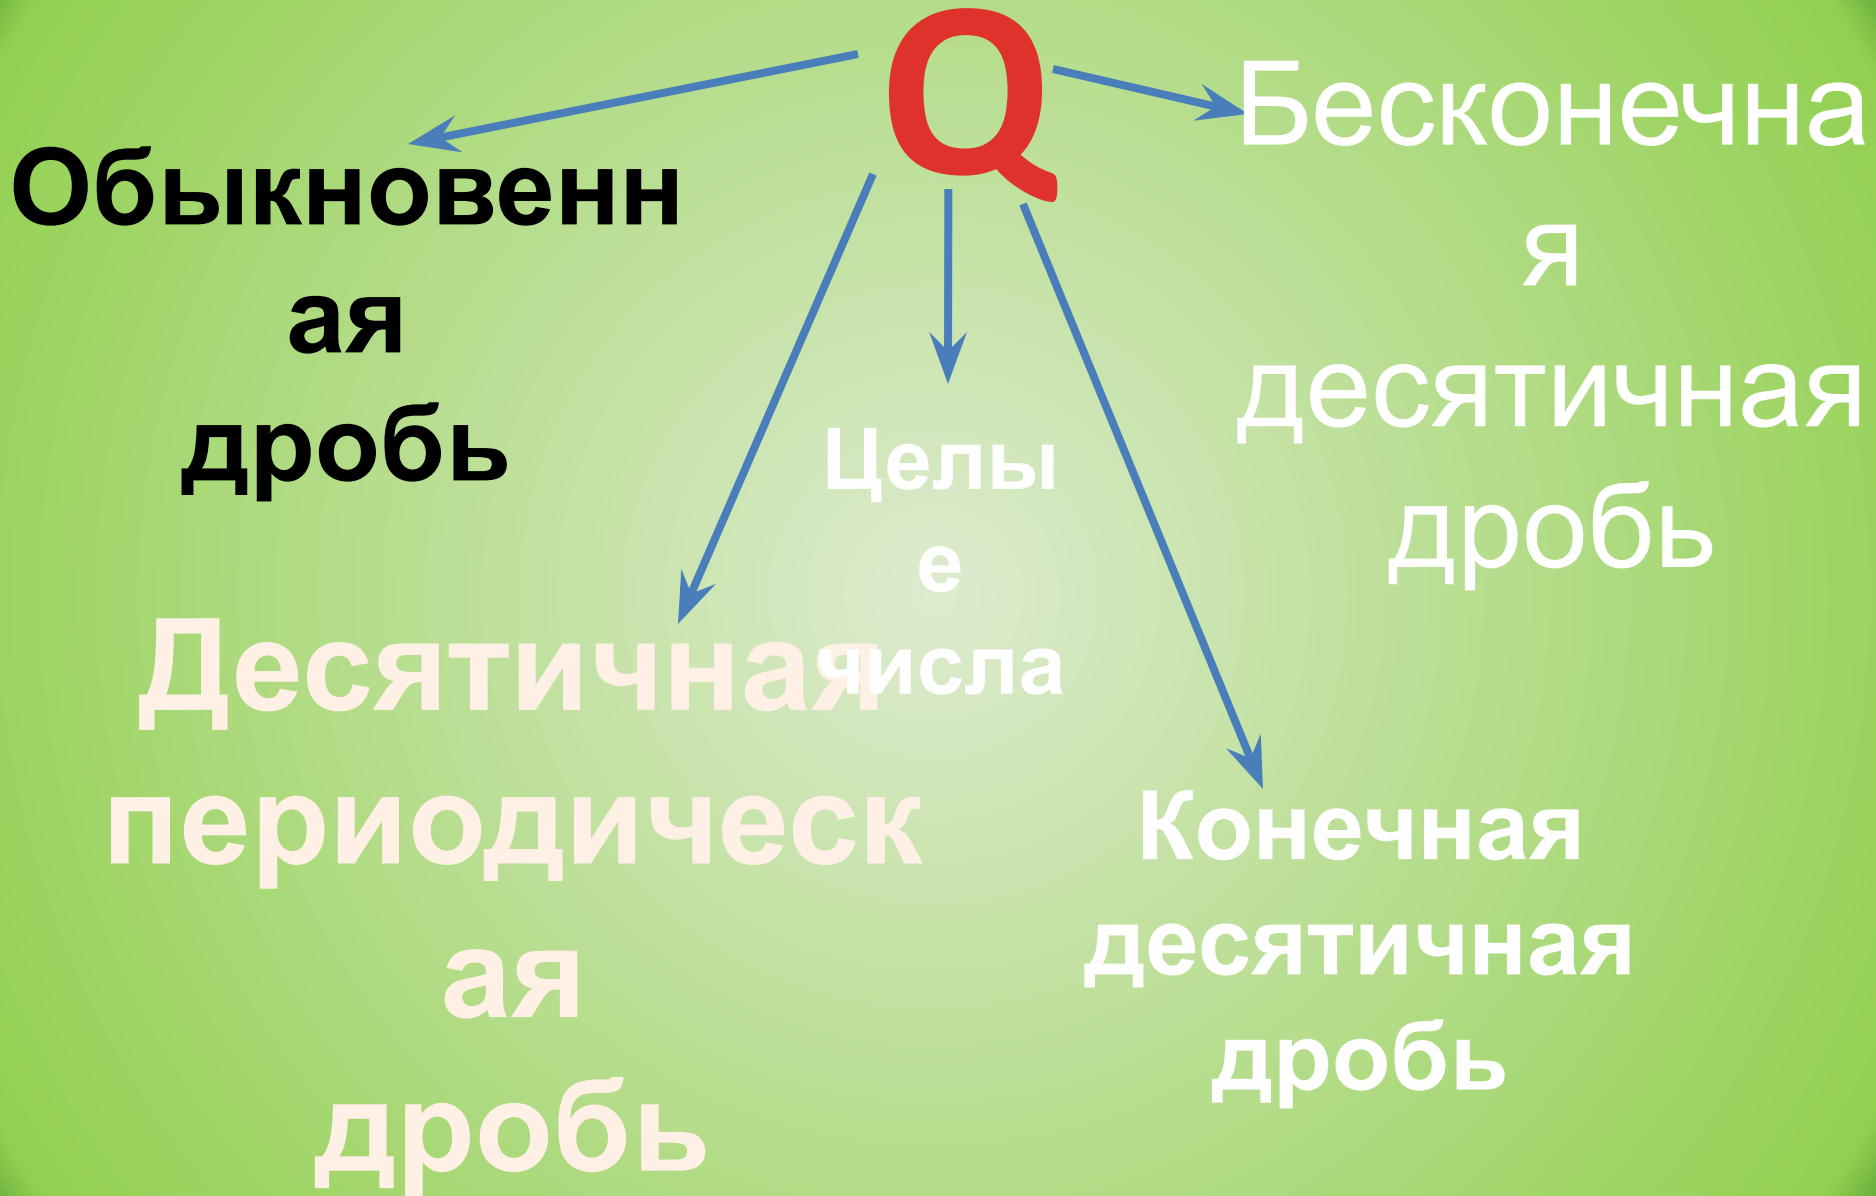 Q
Обыкновенн
ая
дробь
Бесконечна
я
десятичная
дробь
Целы
е
числа
Десятичная
периодическ
ая
дробь
Конечная
десятичная
дробь